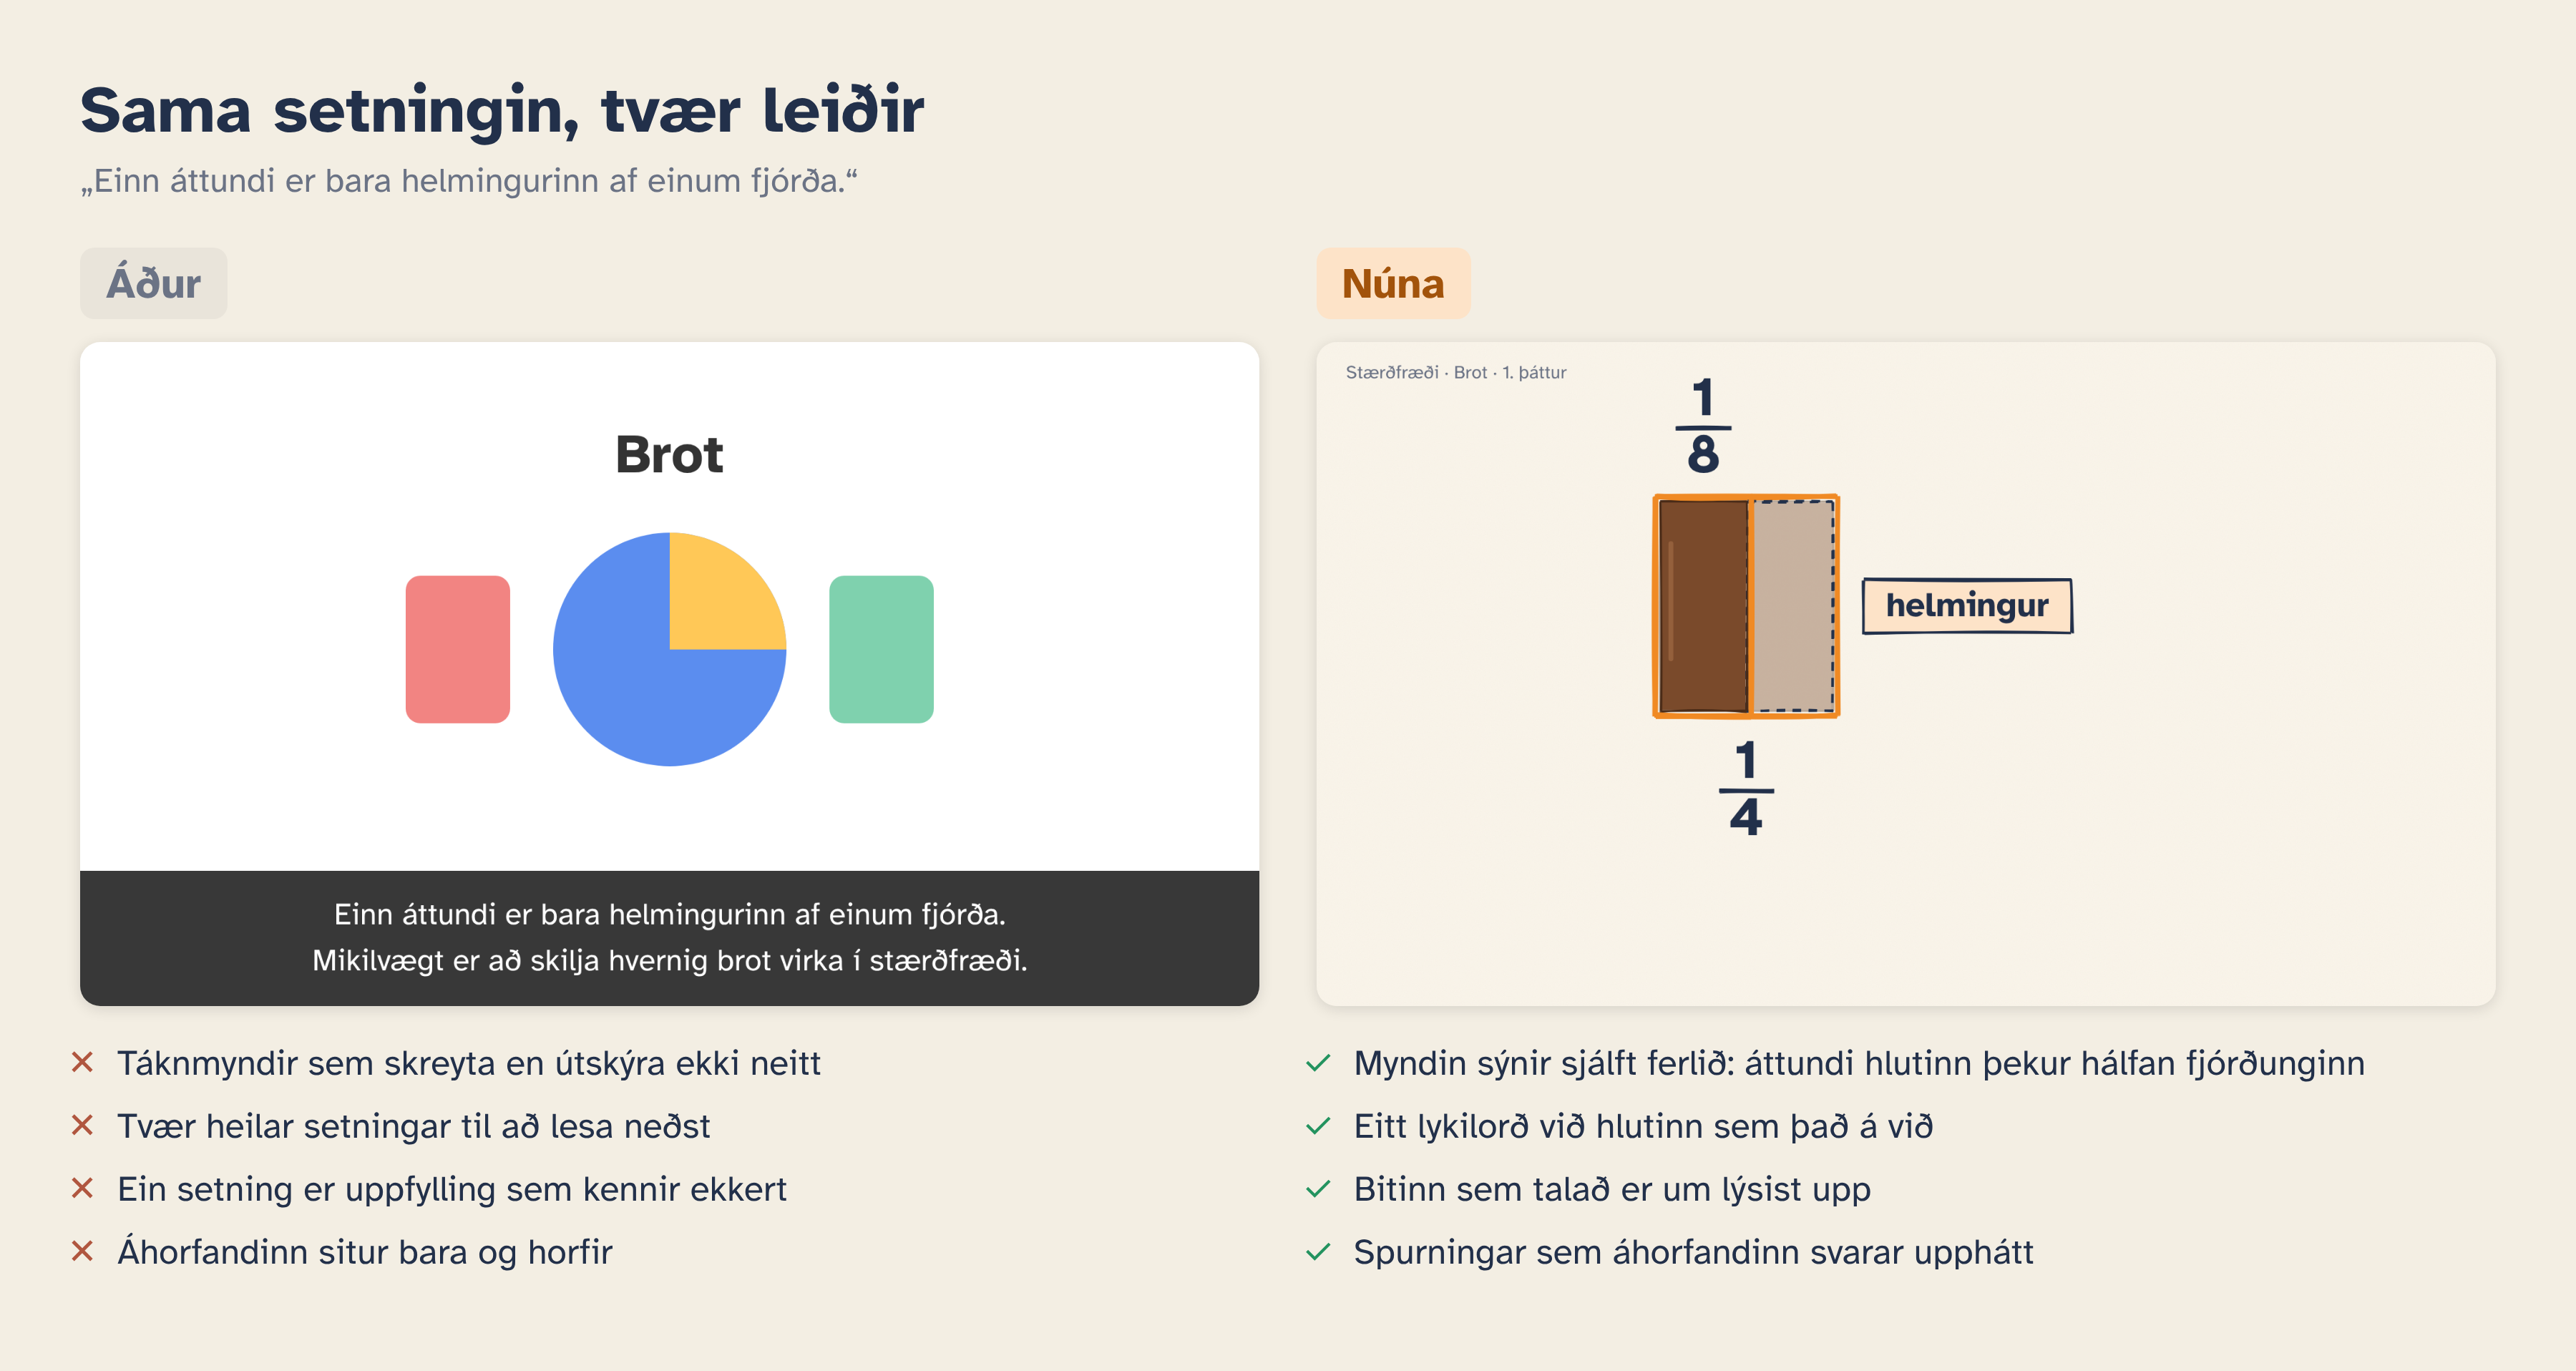 Sama setningin, tvær leiðir
„Einn áttundi er bara helmingurinn af einum fjórða.“
Áður
Brot
Einn áttundi er bara helmingurinn af einum fjórða.
Mikilvægt er að skilja hvernig brot virka í stærðfræði.
✕ Táknmyndir sem skreyta en útskýra ekki neitt
✕ Tvær heilar setningar til að lesa neðst
✕ Ein setning er uppfylling sem kennir ekkert
✕ Áhorfandinn situr bara og horfir
Núna
Stærðfræði · Brot · 1. þáttur
1
8
helmingur
1
4
✓ Myndin sýnir sjálft ferlið: áttundi hlutinn þekur hálfan fjórðunginn
✓ Eitt lykilorð við hlutinn sem það á við
✓ Bitinn sem talað er um lýsist upp
✓ Spurningar sem áhorfandinn svarar upphátt